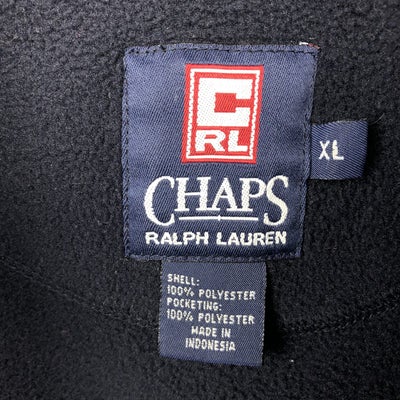 C
RL
XL
CHAPS
RALPH LAUREN
SHELL:
100% POLYESTER
POCKETING:
100% POLYESTER
MADE IN
INDONESIA